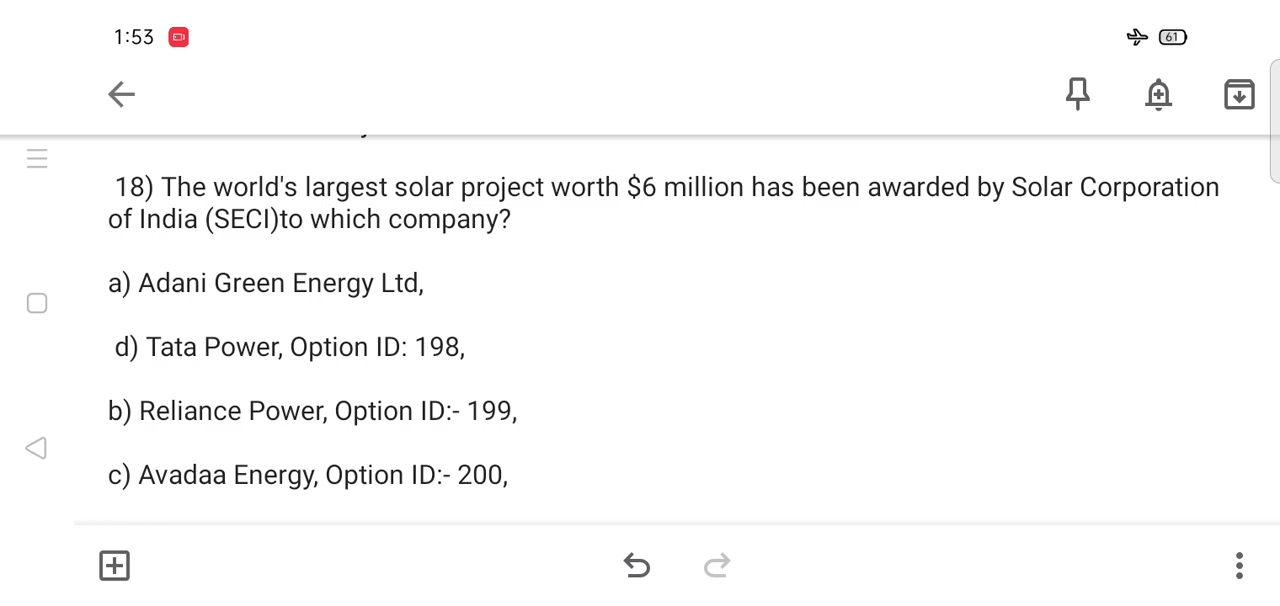 1:53
61
18) The world's largest solar project worth $6 million has been awarded by Solar Corporation
of India (SECI)to which company?
a) Adani Green Energy Ltd,
d) Tata Power, Option ID: 198,
b) Reliance Power, Option ID:- 199,
c) Avadaa Energy, Option ID:- 200,